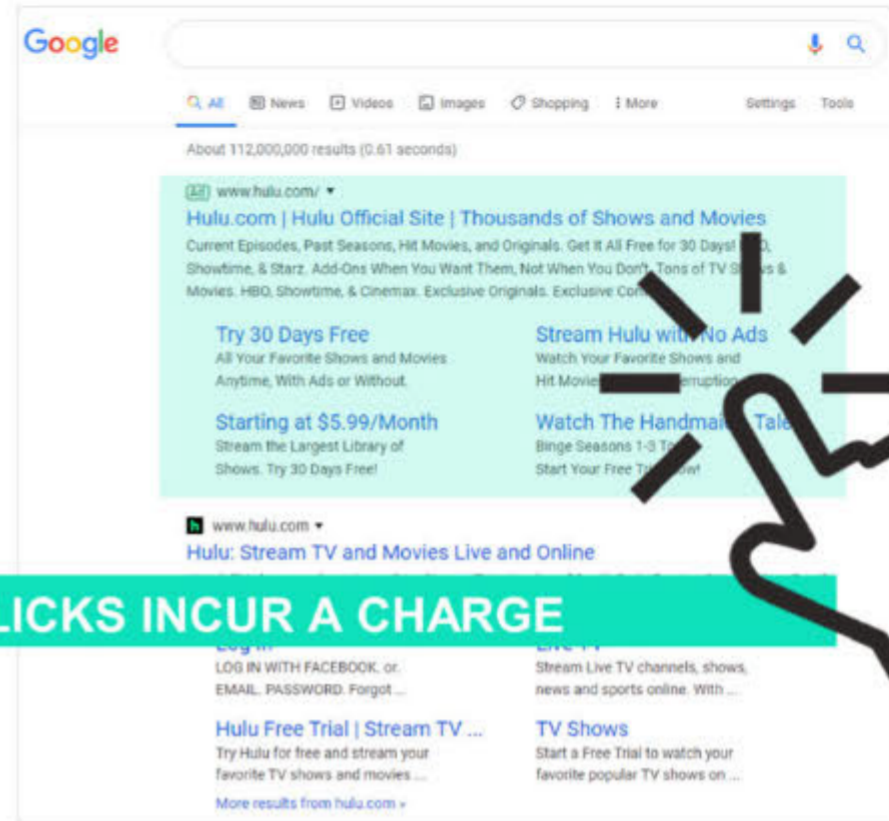 Google
All News Videos Images Shopping More Settings Tools
About 112,000,000 results (0.61 seconds)
Ad www.hulu.com/
Hulu.com | Hulu Official Site | Thousands of Shows and Movies
Current Episodes, Past Seasons, Hit Movies, and Originals. Get It All Free for 30 Days!
Showtime, & Starz. Add-Ons When You Want Them, Not When You Don't. Tons of TV &
Movies. HBO, Showtime, & Cinemax. Exclusive Originals. Exclusive
Try 30 Days Free
All Your Favorite Shows and Movies
Anytime, With Ads or Without.
Stream Hulu with No Ads
Watch Your Favorite Shows and
Hit
Starting at $5.99/Month
Stream the Largest Library of
Shows. Try 30 Days Free!
Watch The
Binge Seasons 1-3
Start Your Free
h www.hulu.com
Hulu: Stream TV and Movies Live and Online
LICKS INCUR A CHARGE
LOG IN WITH FACEBOOK. or.
EMAIL. PASSWORD. Forgot ...
Stream Live TV channels, shows,
news and sports online. With ...
Hulu Free Trial | Stream TV ...
Try Hulu for free and stream your
favorite TV shows and movies ...
TV Shows
Start a Free Trial to watch your
favorite popular TV shows on ...
More results from hulu.com »